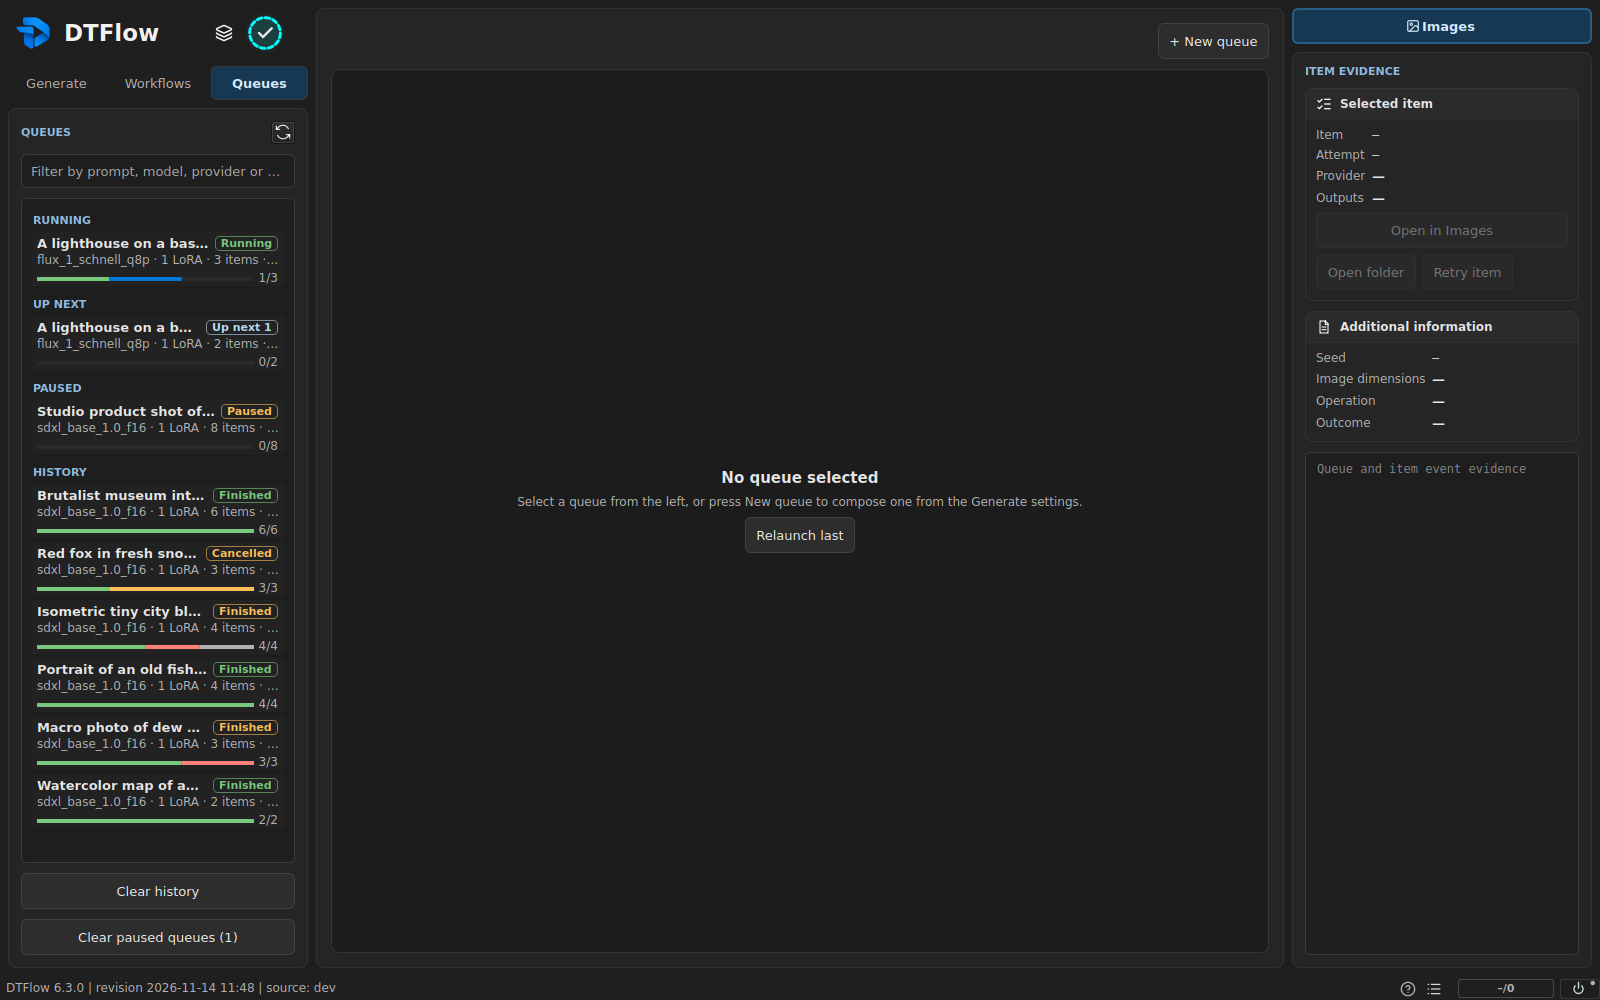 DTFlow
Generate
Workflows
Queues
QUEUES
Filter by prompt, model, provider or …
RUNNING
A lighthouse on a bas… Running
flux_1_schnell_q8p · 1 LoRA · 3 items ·…
1/3
UP NEXT
A lighthouse on a b… Up next 1
flux_1_schnell_q8p · 1 LoRA · 2 items ·…
0/2
PAUSED
Studio product shot of… Paused
sdxl_base_1.0_f16 · 1 LoRA · 8 items · …
0/8
HISTORY
Brutalist museum int… Finished
sdxl_base_1.0_f16 · 1 LoRA · 6 items · …
6/6
Red fox in fresh sno… Cancelled
sdxl_base_1.0_f16 · 1 LoRA · 3 items · …
3/3
Isometric tiny city bl… Finished
sdxl_base_1.0_f16 · 1 LoRA · 4 items · …
4/4
Portrait of an old fish… Finished
sdxl_base_1.0_f16 · 1 LoRA · 4 items · …
4/4
Macro photo of dew … Finished
sdxl_base_1.0_f16 · 1 LoRA · 3 items · …
3/3
Watercolor map of a… Finished
sdxl_base_1.0_f16 · 1 LoRA · 2 items · …
2/2
Clear history
Clear paused queues (1)
+ New queue
No queue selected
Select a queue from the left, or press New queue to compose one from the Generate settings.
Relaunch last
Images
ITEM EVIDENCE
Selected item
Item –
Attempt –
Provider —
Outputs —
Open in Images
Open folder
Retry item
Additional information
Seed –
Image dimensions —
Operation —
Outcome —
Queue and item event evidence
DTFlow 6.3.0 | revision 2026-11-14 11:48 | source: dev
–/0